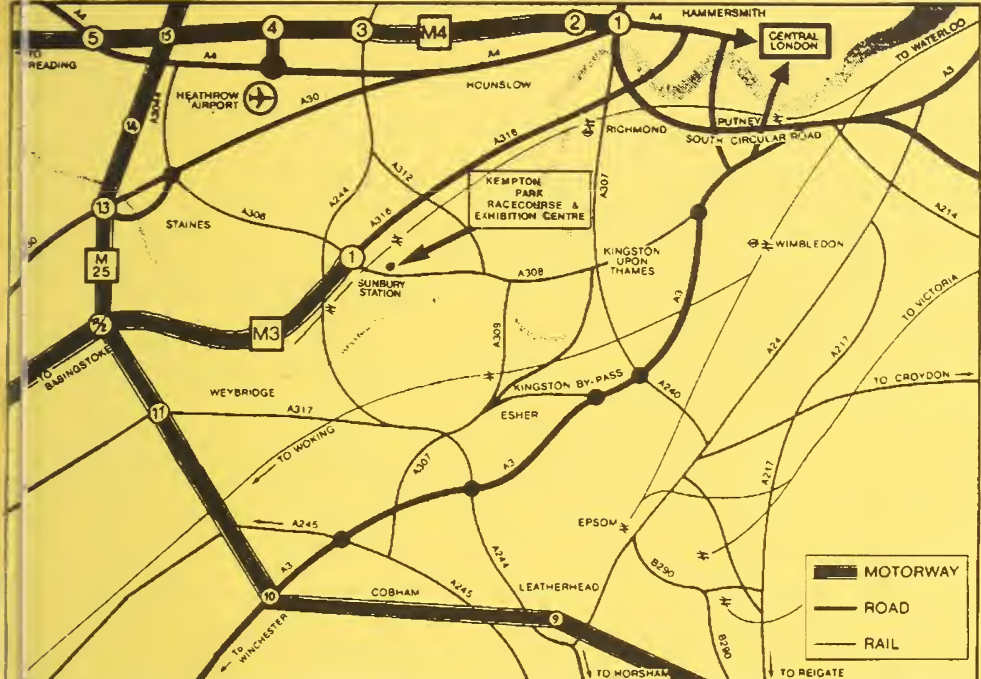 A4
HAMMERSMITH
5
15
4
3
M4
2
1
A4
CENTRAL
LONDON
TO WATERLOO
TO
READING
A4
A4
A3
HEATHROW
AIRPORT
A3044
A30
HOUNSLOW
14
A316
RICHMOND
PUTNEY
SOUTH CIRCULAR ROAD
A312
A244
A307
KEMPTON
PARK
RACECOURSE &
EXHIBITION CENTRE
A214
13
STAINES
A308
A316
M
25
1
SUNBURY
STATION
A308
KINGSTON
UPON
THAMES
WIMBLEDON
A3
TO VICTORIA
M3
A309
A24
A217
TO
BASINGSTOKE
WEYBRIDGE
KINGSTON BY-PASS
A240
TO CROYDON
11
A317
ESHER
TO WOKING
A307
A3
A217
A245
EPSOM
A3
A244
B290
MOTORWAY
10
COBHAM
A245
LEATHERHEAD
9
ROAD
TO
WINCHESTER
B290
RAIL
TO HORSHAM
TO REIGATE